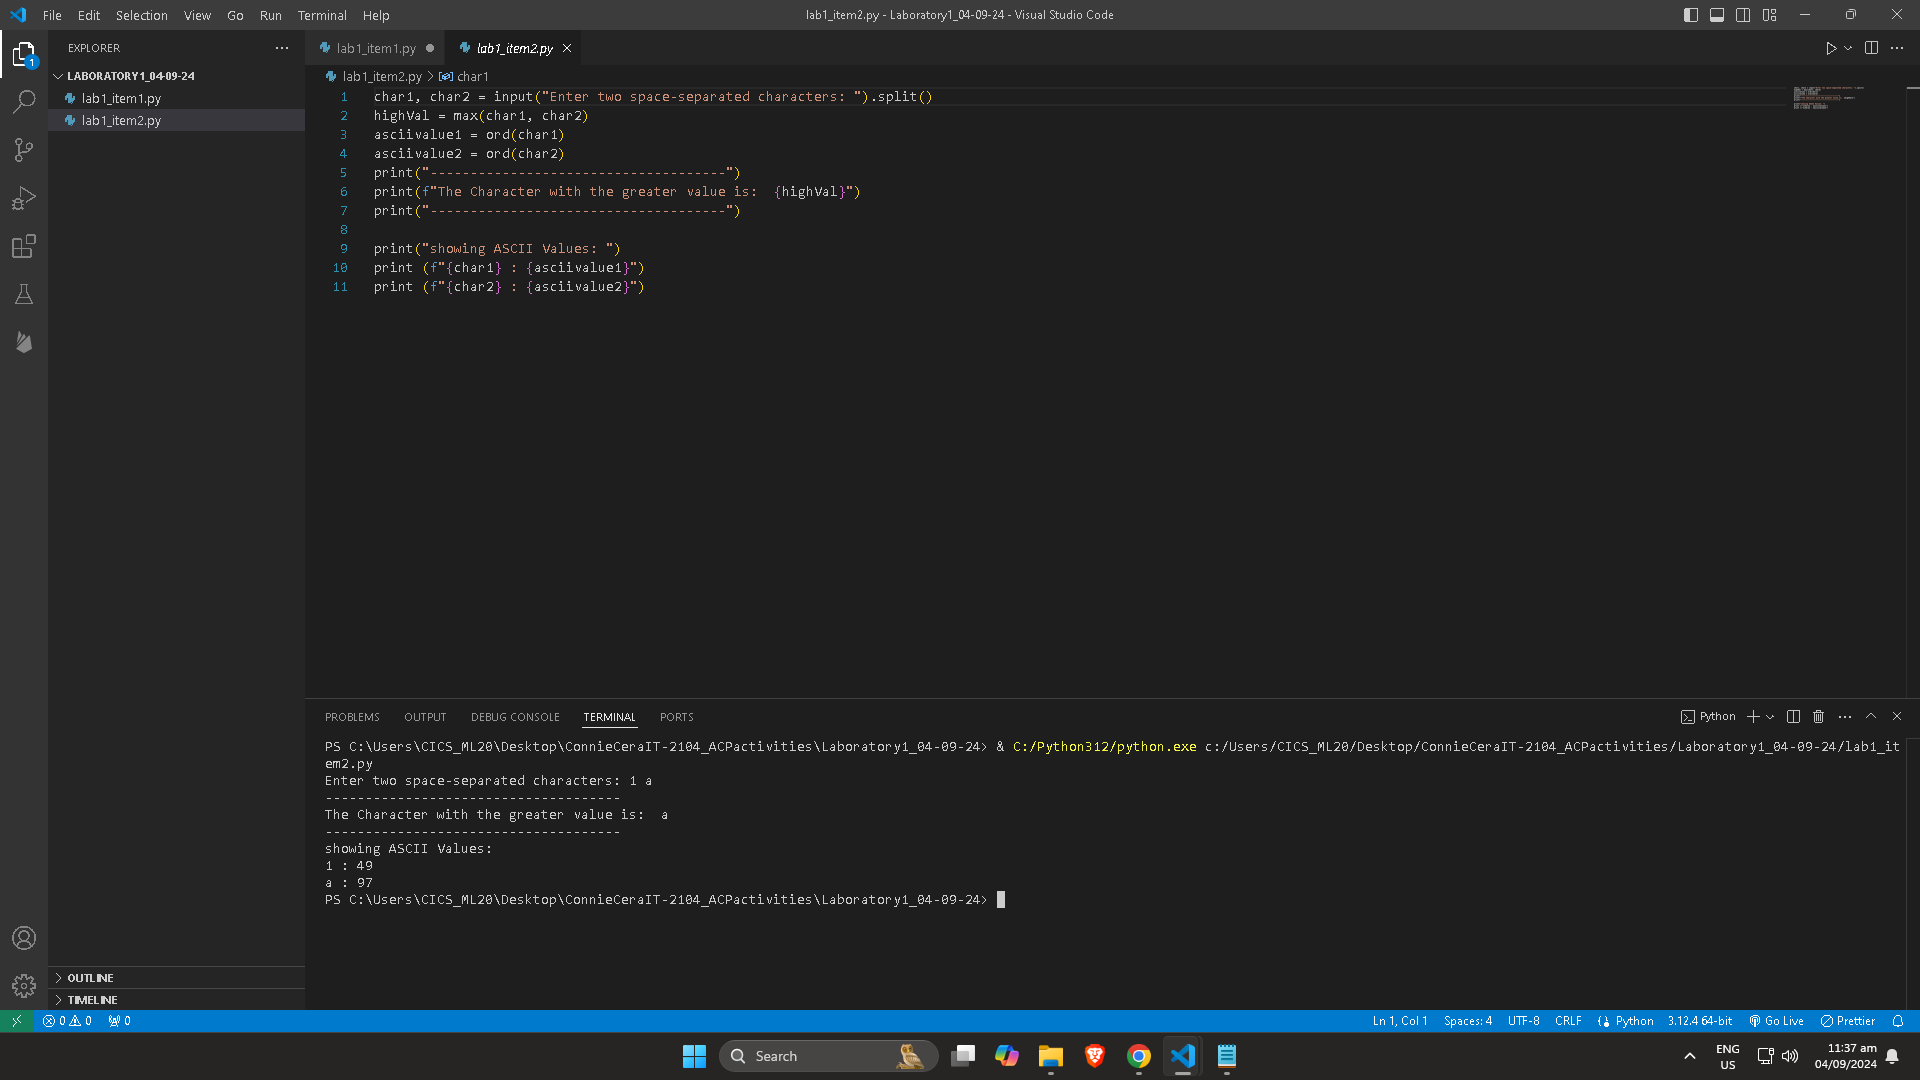 File Edit Selection View Go Run Terminal Help
lab1_item2.py - Laboratory1_04-09-24 - Visual Studio Code
EXPLORER
lab1_item1.py
lab1_item2.py
LABORATORY1_04-09-24
lab1_item1.py
lab1_item2.py
1
lab1_item2.py > char1
1 char1, char2 = input("Enter two space-separated characters: ").split()
2 highVal = max(char1, char2)
3 asciivalue1 = ord(char1)
4 asciivalue2 = ord(char2)
5 print("-------------------------------------")
6 print(f"The Character with the greater value is:  {highVal}")
7 print("-------------------------------------")
8
9 print("showing ASCII Values: ")
10 print (f"{char1} : {asciivalue1}")
11 print (f"{char2} : {asciivalue2}")
PROBLEMS OUTPUT DEBUG CONSOLE TERMINAL PORTS
Python
PS C:\Users\CICS_ML20\Desktop\ConnieCeraIT-2104_ACPactivities\Laboratory1_04-09-24> & C:/Python312/python.exe c:/Users/CICS_ML20/Desktop/ConnieCeraIT-2104_ACPactivities/Laboratory1_04-09-24/lab1_it
em2.py
Enter two space-separated characters: 1 a
-------------------------------------
The Character with the greater value is:  a
-------------------------------------
showing ASCII Values:
1 : 49
a : 97
PS C:\Users\CICS_ML20\Desktop\ConnieCeraIT-2104_ACPactivities\Laboratory1_04-09-24>
OUTLINE
TIMELINE
0 0 0
Ln 1, Col 1 Spaces: 4 UTF-8 CRLF Python 3.12.4 64-bit Go Live Prettier
Search
ENG
US
11:37 am
04/09/2024